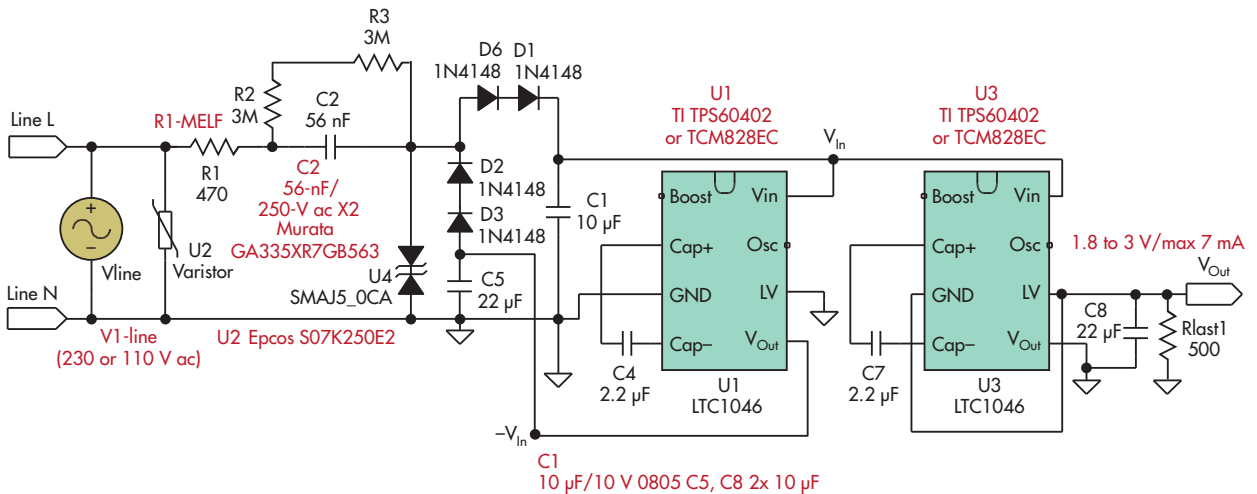 R3
3M
D6
1N4148
D1
1N4148
U1
TI TPS60402
or TCM828EC
U3
TI TPS60402
or TCM828EC
Line L
R1-MELF
R2
3M
C2
56 nF
R1
470
C2
56-nF/
250-V ac X2
Murata
GA335XR7GB563
D2
1N4148
D3
1N4148
C1
10 µF
VIn
Boost
Vin
Cap+
Osc
GND
LV
Cap–
VOut
Boost
Vin
Cap+
Osc
GND
LV
Cap–
VOut
1.8 to 3 V/max 7 mA
VOut
+
–
Vline
U2
Varistor
U4
SMAJ5_0CA
C5
22 µF
Line N
V1-line
(230 or 110 V ac)
U2 Epcos S07K250E2
C4
2.2 µF
U1
LTC1046
C7
2.2 µF
U3
LTC1046
C8
22 µF
Rlast1
500
–VIn
C1
10 µF/10 V 0805 C5, C8 2x 10 µF